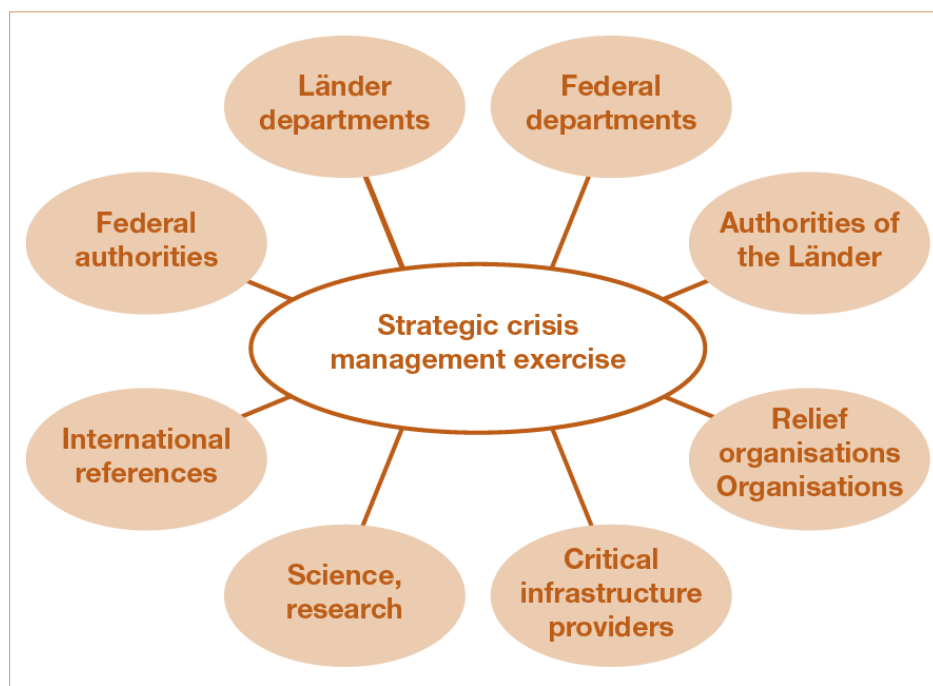 Länder
departments
Federal
departments
Federal
authorities
Authorities of
the Länder
Strategic crisis
management exercise
International
references
Relief
organisations
Organisations
Science,
research
Critical
infrastructure
providers